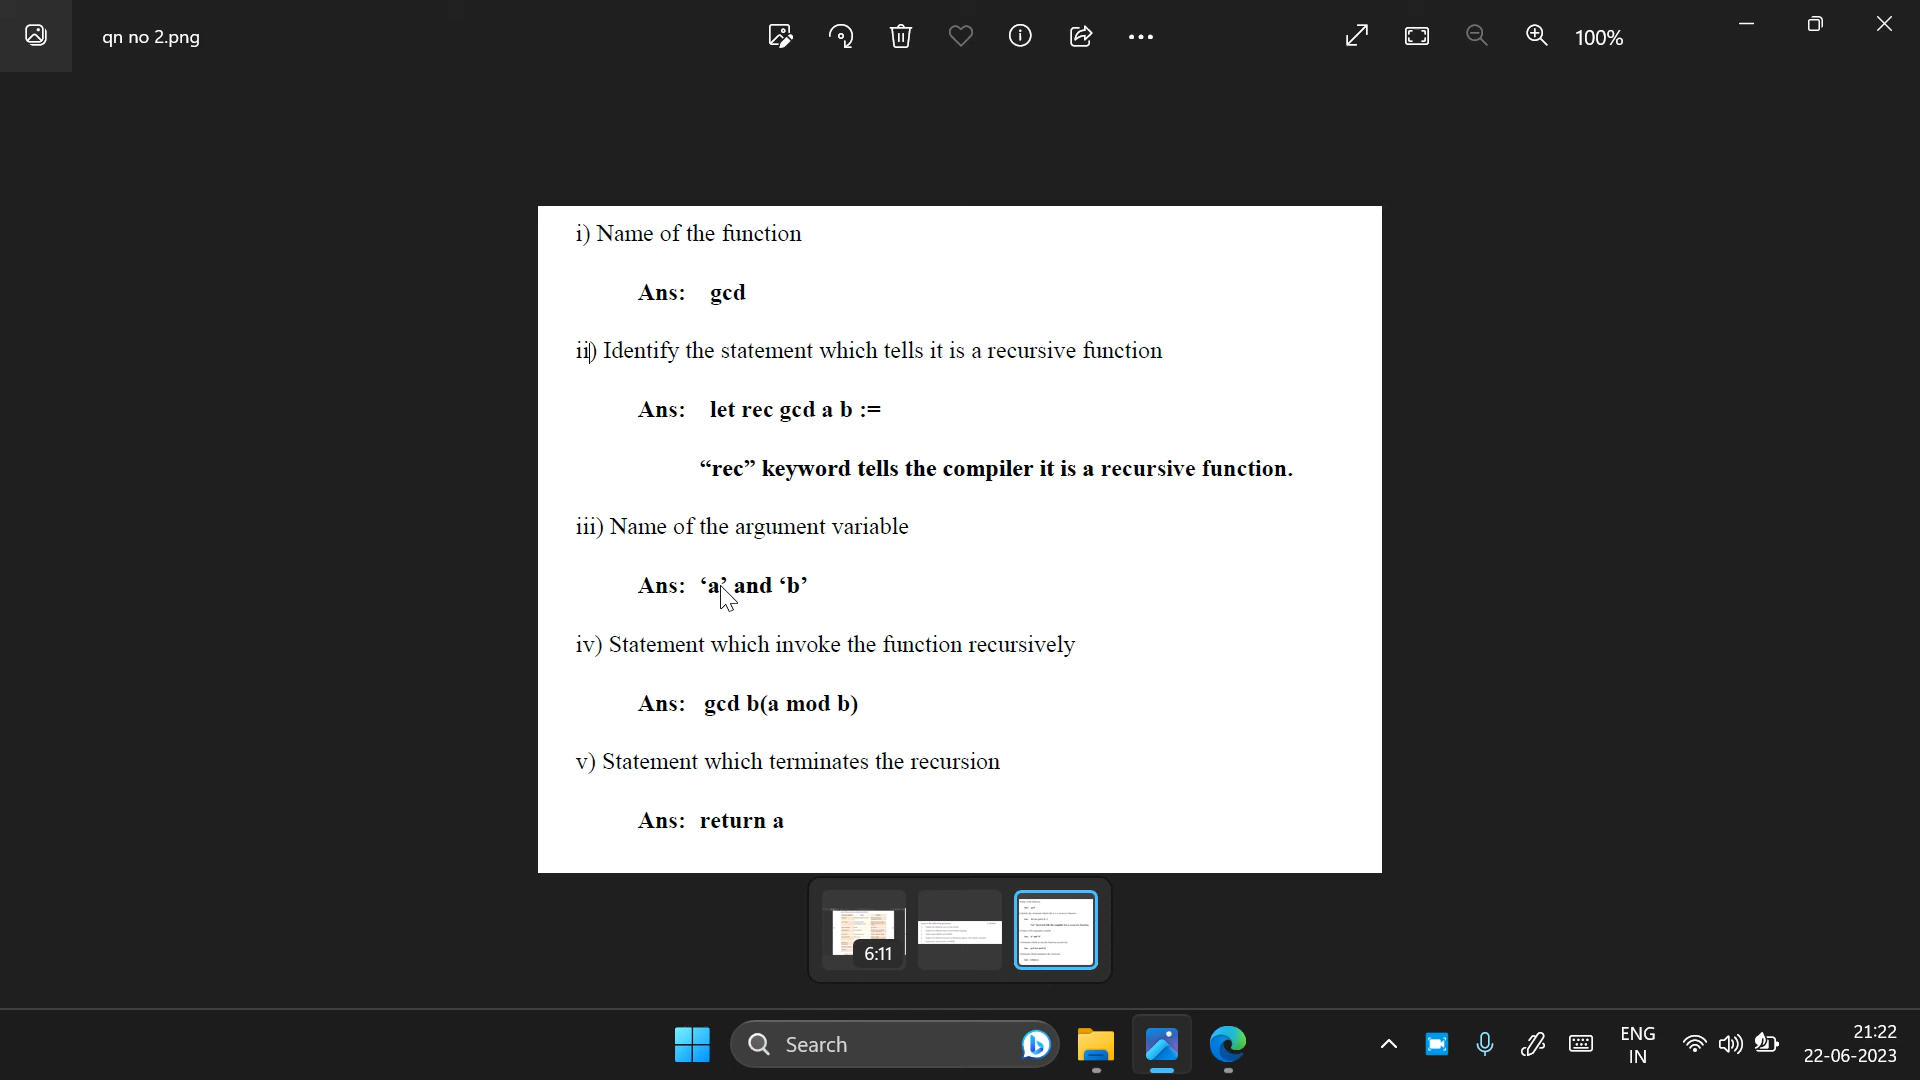 qn no 2.png
100%
i) Name of the function
Ans: gcd
ii) Identify the statement which tells it is a recursive function
Ans: let rec gcd a b :=
“rec” keyword tells the compiler it is a recursive function.
iii) Name of the argument variable
Ans: ‘a’ and ‘b’
iv) Statement which invoke the function recursively
Ans: gcd b(a mod b)
v) Statement which terminates the recursion
Ans: return a
6:11
Search
ENG
IN
21:22
22-06-2023